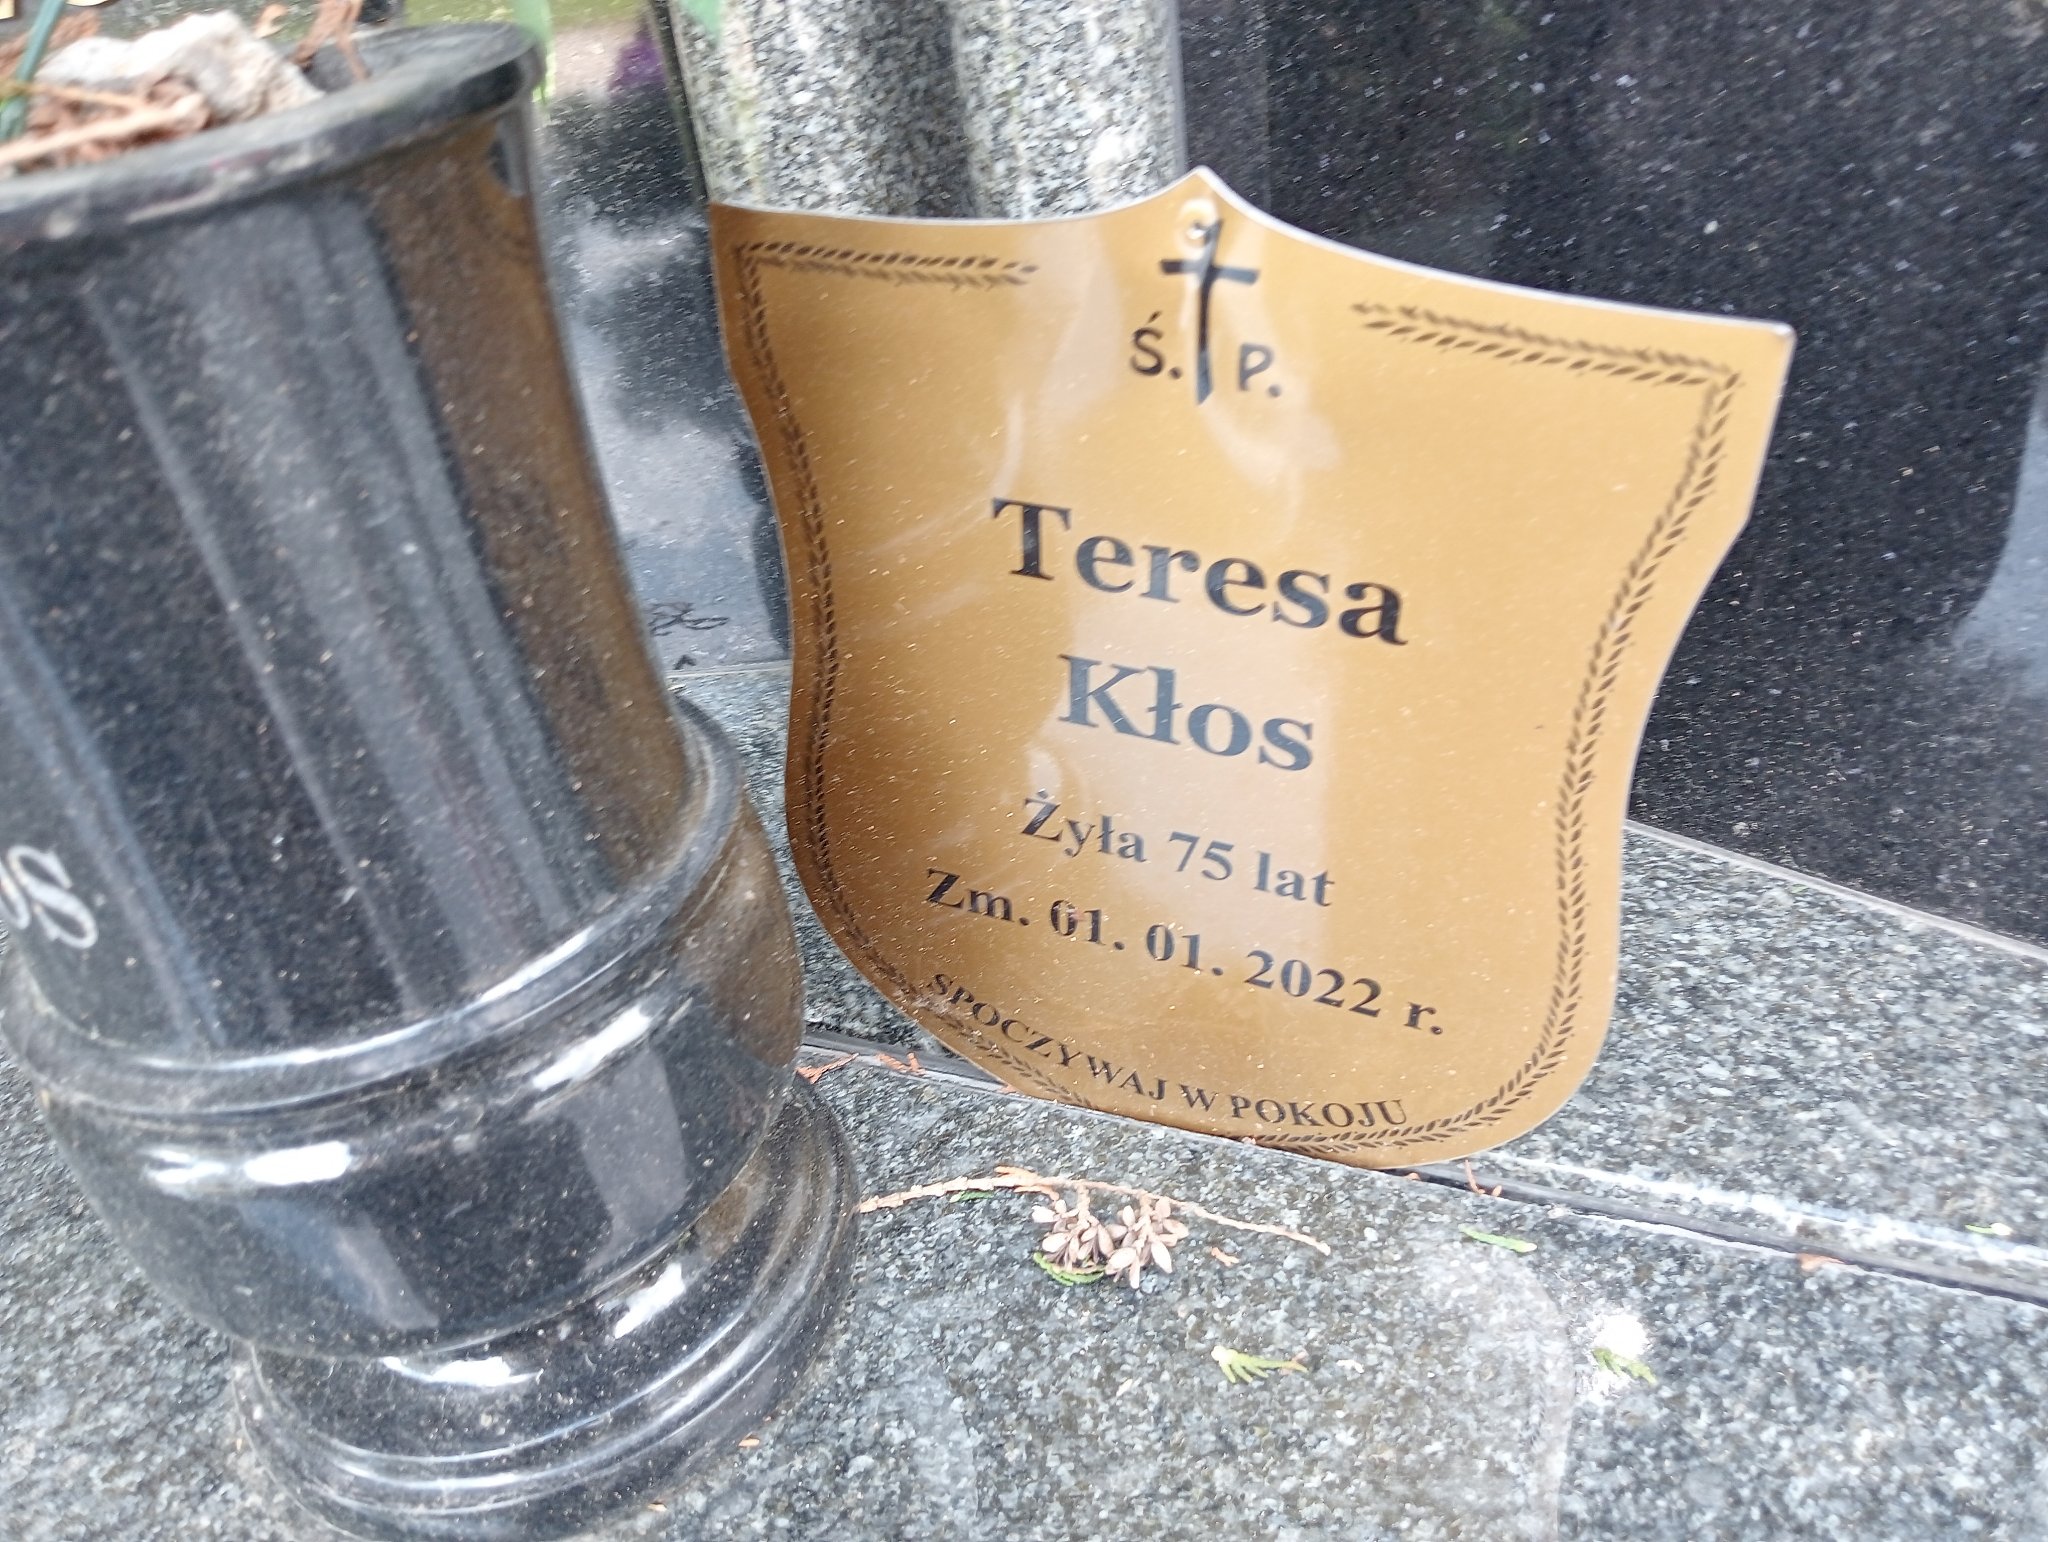 Ś. P.
Teresa
Kłos
Żyła 75 lat
Zm. 01. 01. 2022 r.
SPOCZYWAJ W POKOJU